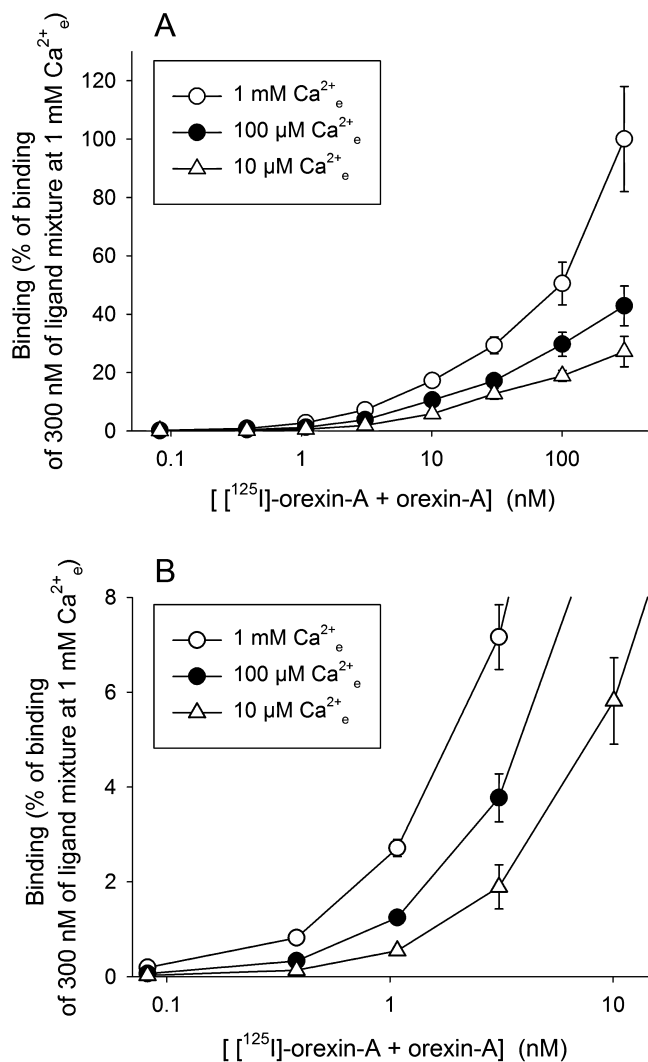 A
Binding (% of binding
of 300 nM of ligand mixture at 1 mM Ca²⁺ₑ)
120
100
80
60
40
20
0
1 mM Ca²⁺ₑ
100 µM Ca²⁺ₑ
10 µM Ca²⁺ₑ
0.1
1
10
100
[ [¹²⁵I]-orexin-A + orexin-A] (nM)
B
Binding (% of binding
of 300 nM of ligand mixture at 1 mM Ca²⁺ₑ)
8
6
4
2
0
1 mM Ca²⁺ₑ
100 µM Ca²⁺ₑ
10 µM Ca²⁺ₑ
0.1
1
10
[ [¹²⁵I]-orexin-A + orexin-A] (nM)